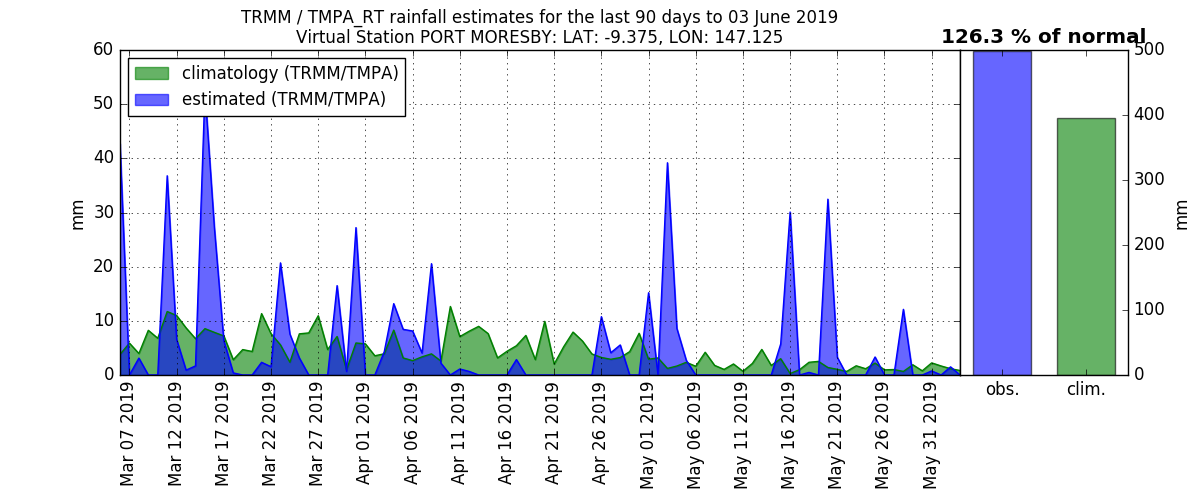 TRMM / TMPA_RT rainfall estimates for the last 90 days to 03 June 2019
Virtual Station PORT MORESBY: LAT: -9.375, LON: 147.125
126.3 % of normal
climatology (TRMM/TMPA)
estimated (TRMM/TMPA)
60
50
40
30
20
10
0
mm
500
400
300
200
100
0
mm
Mar 07 2019
Mar 12 2019
Mar 17 2019
Mar 22 2019
Mar 27 2019
Apr 01 2019
Apr 06 2019
Apr 11 2019
Apr 16 2019
Apr 21 2019
Apr 26 2019
May 01 2019
May 06 2019
May 11 2019
May 16 2019
May 21 2019
May 26 2019
May 31 2019
obs.
clim.